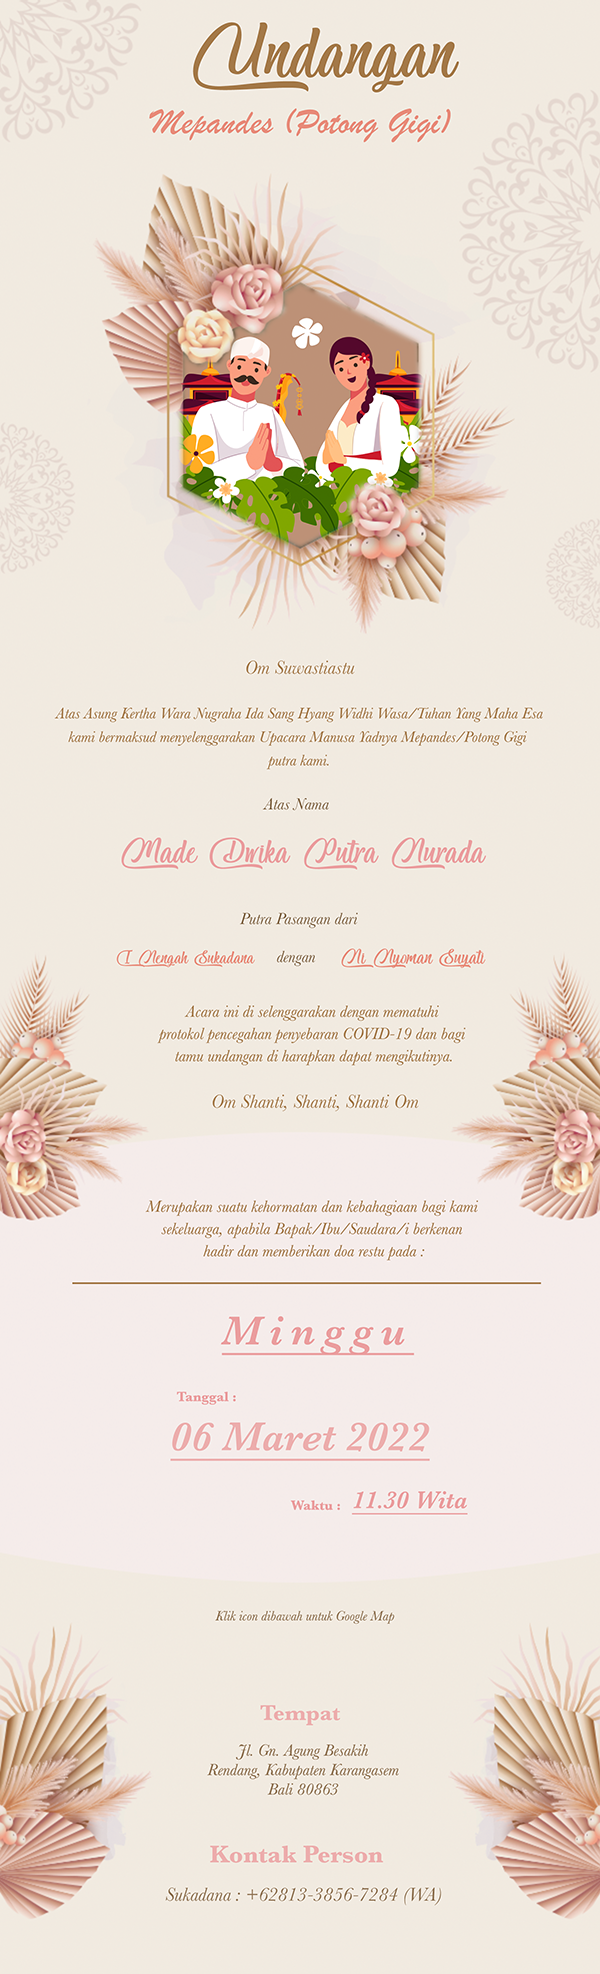 Undangan
Mepandes (Potong Gigi)
Om Suwastiastu
Atas Asung Kertha Wara Nugraha Ida Sang Hyang Widhi Wasa/Tuhan Yang Maha Esa
kami bermaksud menyelenggarakan Upacara Manusa Yadnya Mepandes/Potong Gigi
putra kami.
Atas Nama
Made Dwika Putra Nurada
Putra Pasangan dari
I Nengah Sukadana dengan Ni Nyoman Suyati
Acara ini di selenggarakan dengan mematuhi
protokol pencegahan penyebaran COVID-19 dan bagi
tamu undangan di harapkan dapat mengikutinya.
Om Shanti, Shanti, Shanti Om
Merupakan suatu kehormatan dan kebahagiaan bagi kami
sekeluarga, apabila Bapak/Ibu/Saudara/i berkenan
hadir dan memberikan doa restu pada :
Minggu
Tanggal :
06 Maret 2022
Waktu : 11.30 Wita
Klik icon dibawah untuk Google Map
Tempat
Jl. Gn. Agung Besakih
Rendang, Kabupaten Karangasem
Bali 80863
Kontak Person
Sukadana : +62813-3856-7284 (WA)